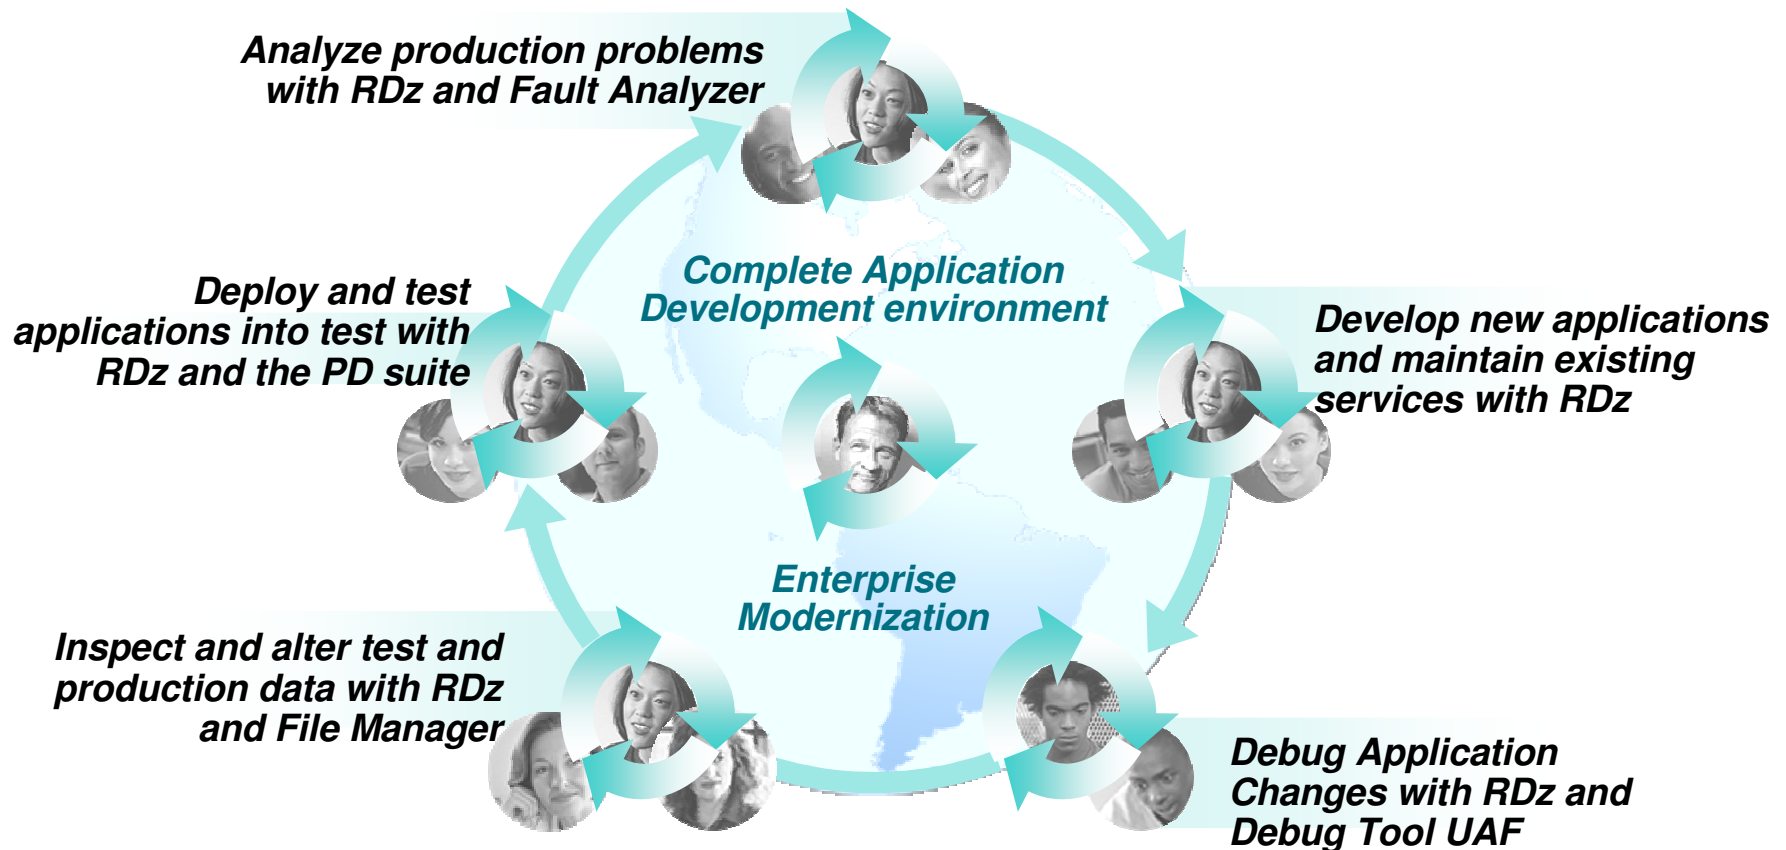 Analyze production problems
with RDz and Fault Analyzer
Complete Application
Development environment
Deploy and test
applications into test with
RDz and the PD suite
Develop new applications
and maintain existing
services with RDz
Enterprise
Modernization
Inspect and alter test and
production data with RDz
and File Manager
Debug Application
Changes with RDz and
Debug Tool UAF